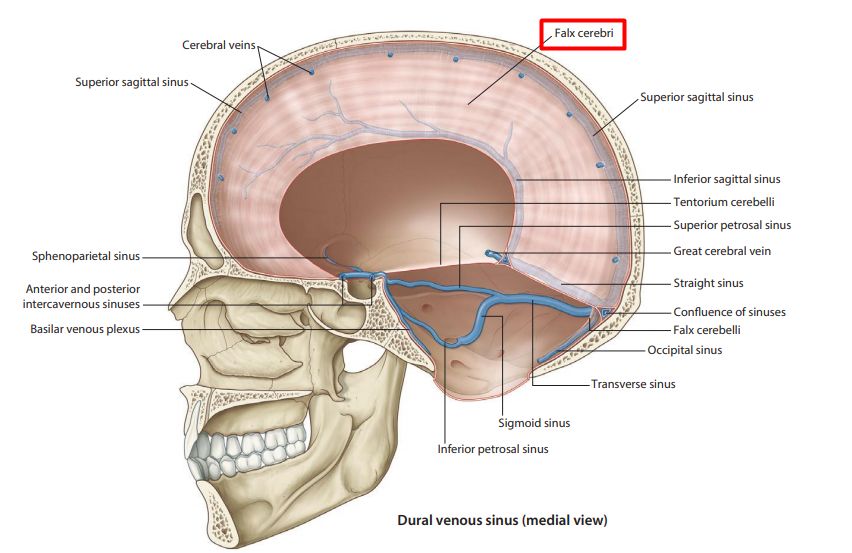 Falx cerebri
Cerebral veins
Superior sagittal sinus
Superior sagittal sinus
Inferior sagittal sinus
Tentorium cerebelli
Superior petrosal sinus
Great cerebral vein
Sphenoparietal sinus
Straight sinus
Anterior and posterior
intercavernous sinuses
Confluence of sinuses
Basilar venous plexus
Falx cerebelli
Occipital sinus
Transverse sinus
Sigmoid sinus
Inferior petrosal sinus
Dural venous sinus (medial view)